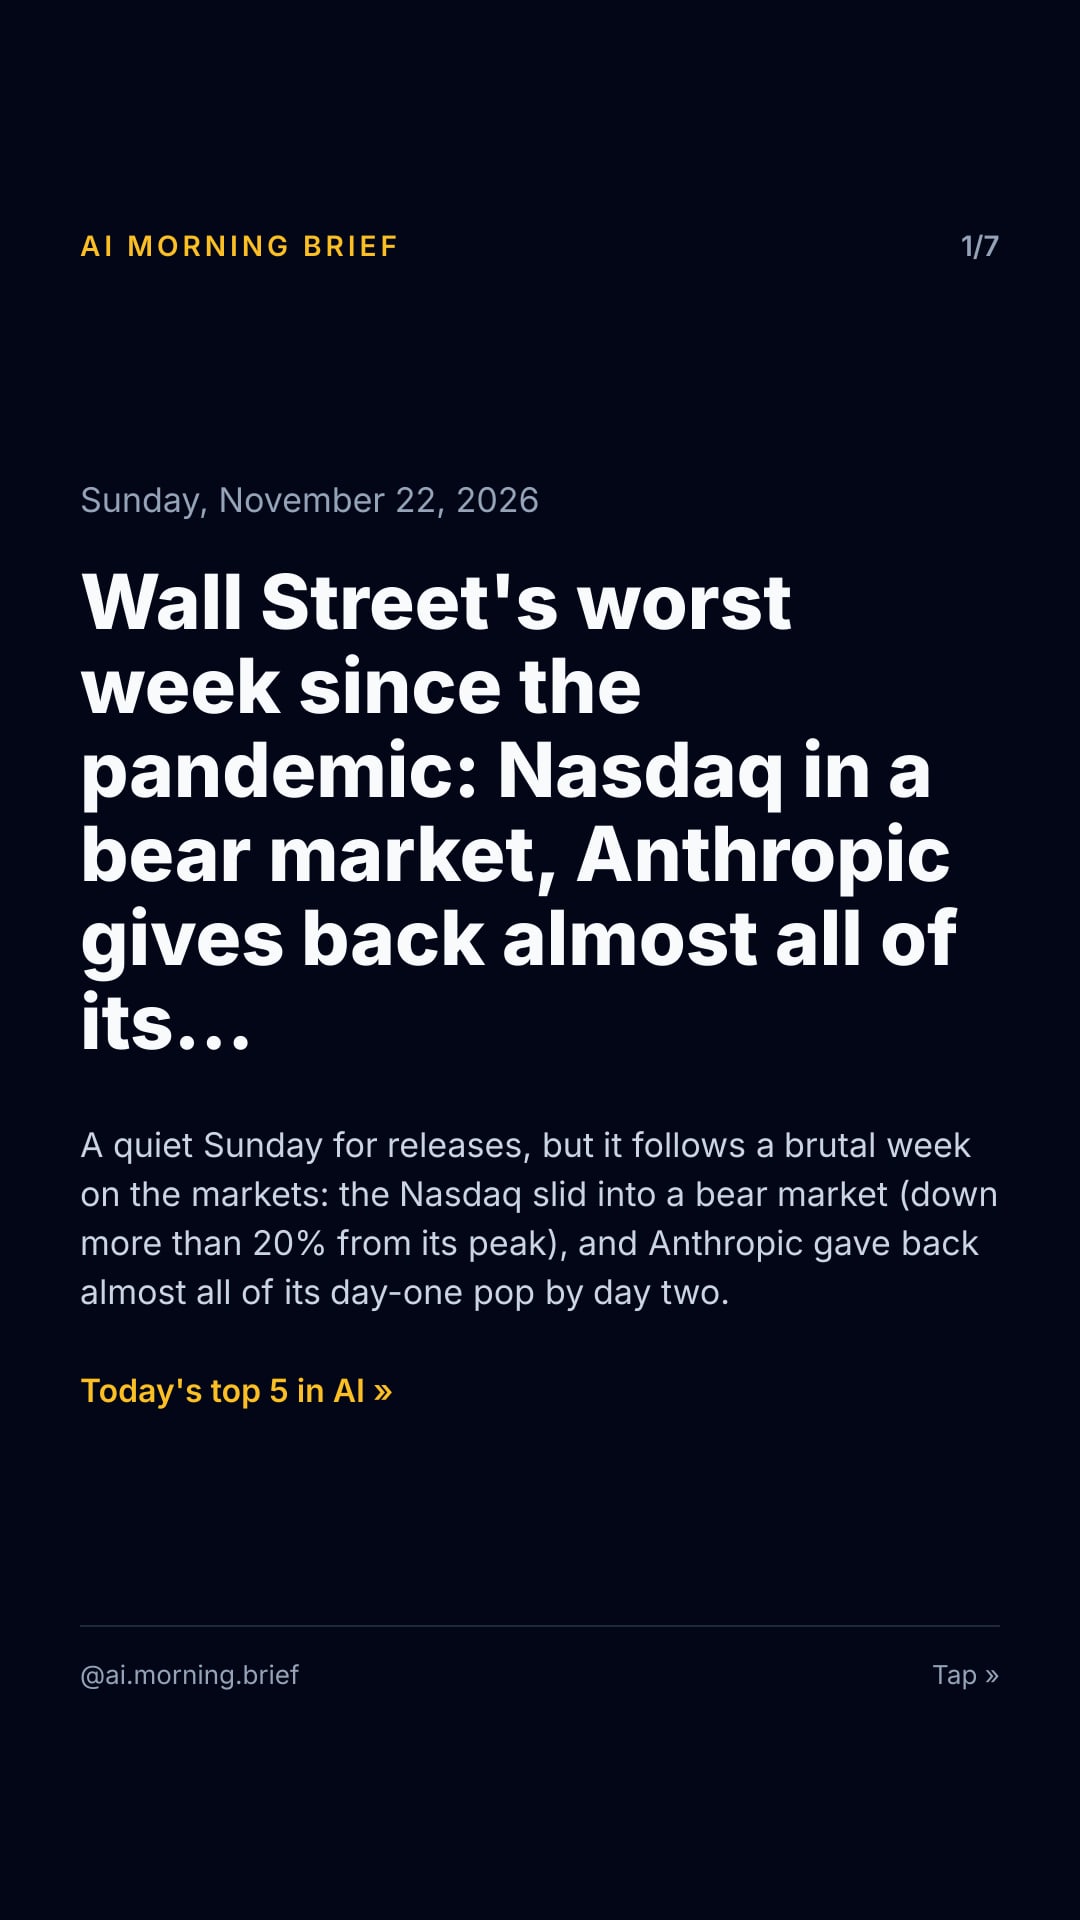 AI MORNING BRIEF
1/7
Sunday, November 22, 2026
Wall Street's worst
week since the
pandemic: Nasdaq in a
bear market, Anthropic
gives back almost all of
its...
A quiet Sunday for releases, but it follows a brutal week
on the markets: the Nasdaq slid into a bear market (down
more than 20% from its peak), and Anthropic gave back
almost all of its day-one pop by day two.
Today's top 5 in AI »
@ai.morning.brief
Tap »